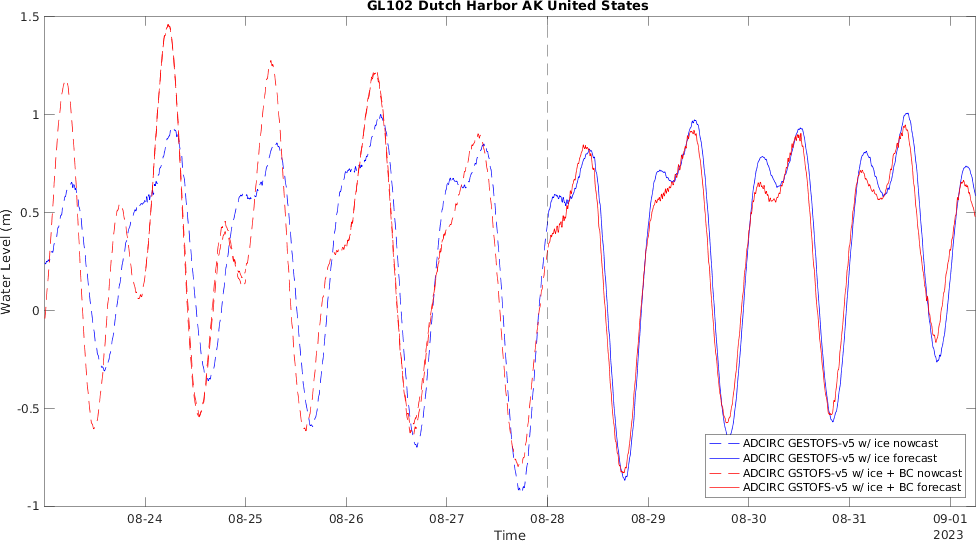 GL102 Dutch Harbor AK United States
1.5
1
0.5
0
-0.5
-1
Water Level (m)
ADCIRC GESTOFS-v5 w/ ice nowcast
ADCIRC GESTOFS-v5 w/ ice forecast
ADCIRC GSTOFS-v5 w/ ice + BC nowcast
ADCIRC GSTOFS-v5 w/ ice + BC forecast
08-24 08-25 08-26 08-27 08-28 08-29 08-30 08-31 09-01
Time 2023